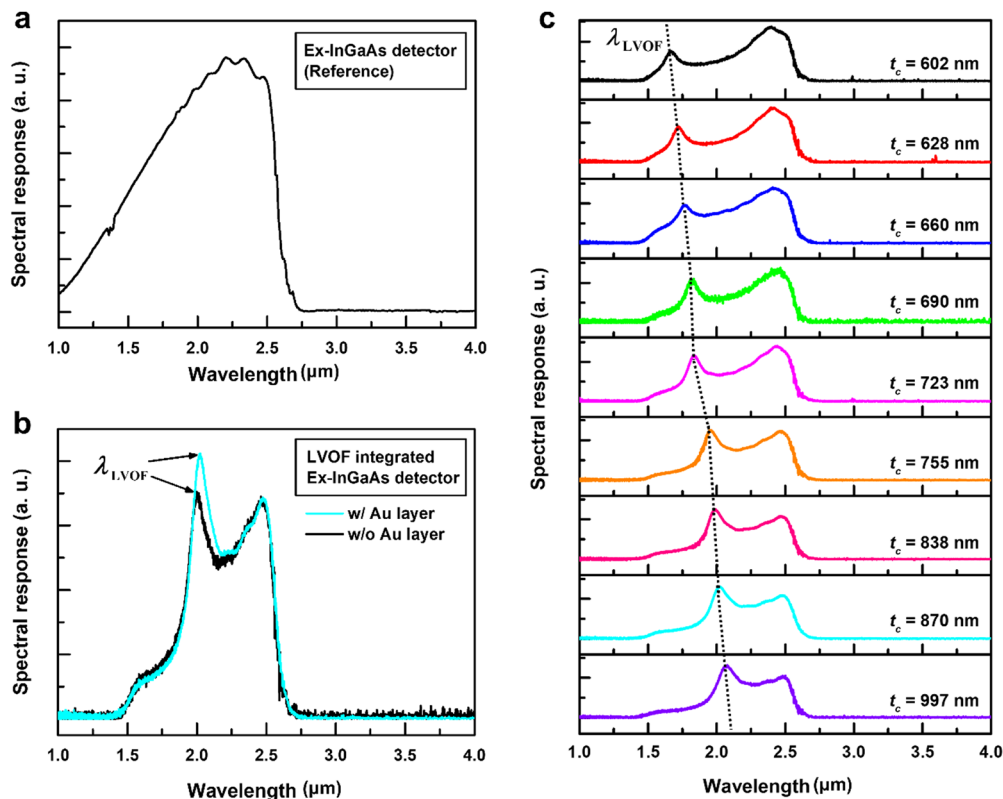 a
Ex-InGaAs detector
(Reference)
Spectral response (a. u.)
1.0 1.5 2.0 2.5 3.0 3.5 4.0
Wavelength (μm)
b
λLVOF
LVOF integrated
Ex-InGaAs detector
w/ Au layer
w/o Au layer
Spectral response (a. u.)
1.0 1.5 2.0 2.5 3.0 3.5 4.0
Wavelength (μm)
c
λLVOF
tc = 602 nm
tc = 628 nm
tc = 660 nm
tc = 690 nm
tc = 723 nm
tc = 755 nm
tc = 838 nm
tc = 870 nm
tc = 997 nm
Spectral response (a. u.)
1.0 1.5 2.0 2.5 3.0 3.5 4.0
Wavelength (μm)